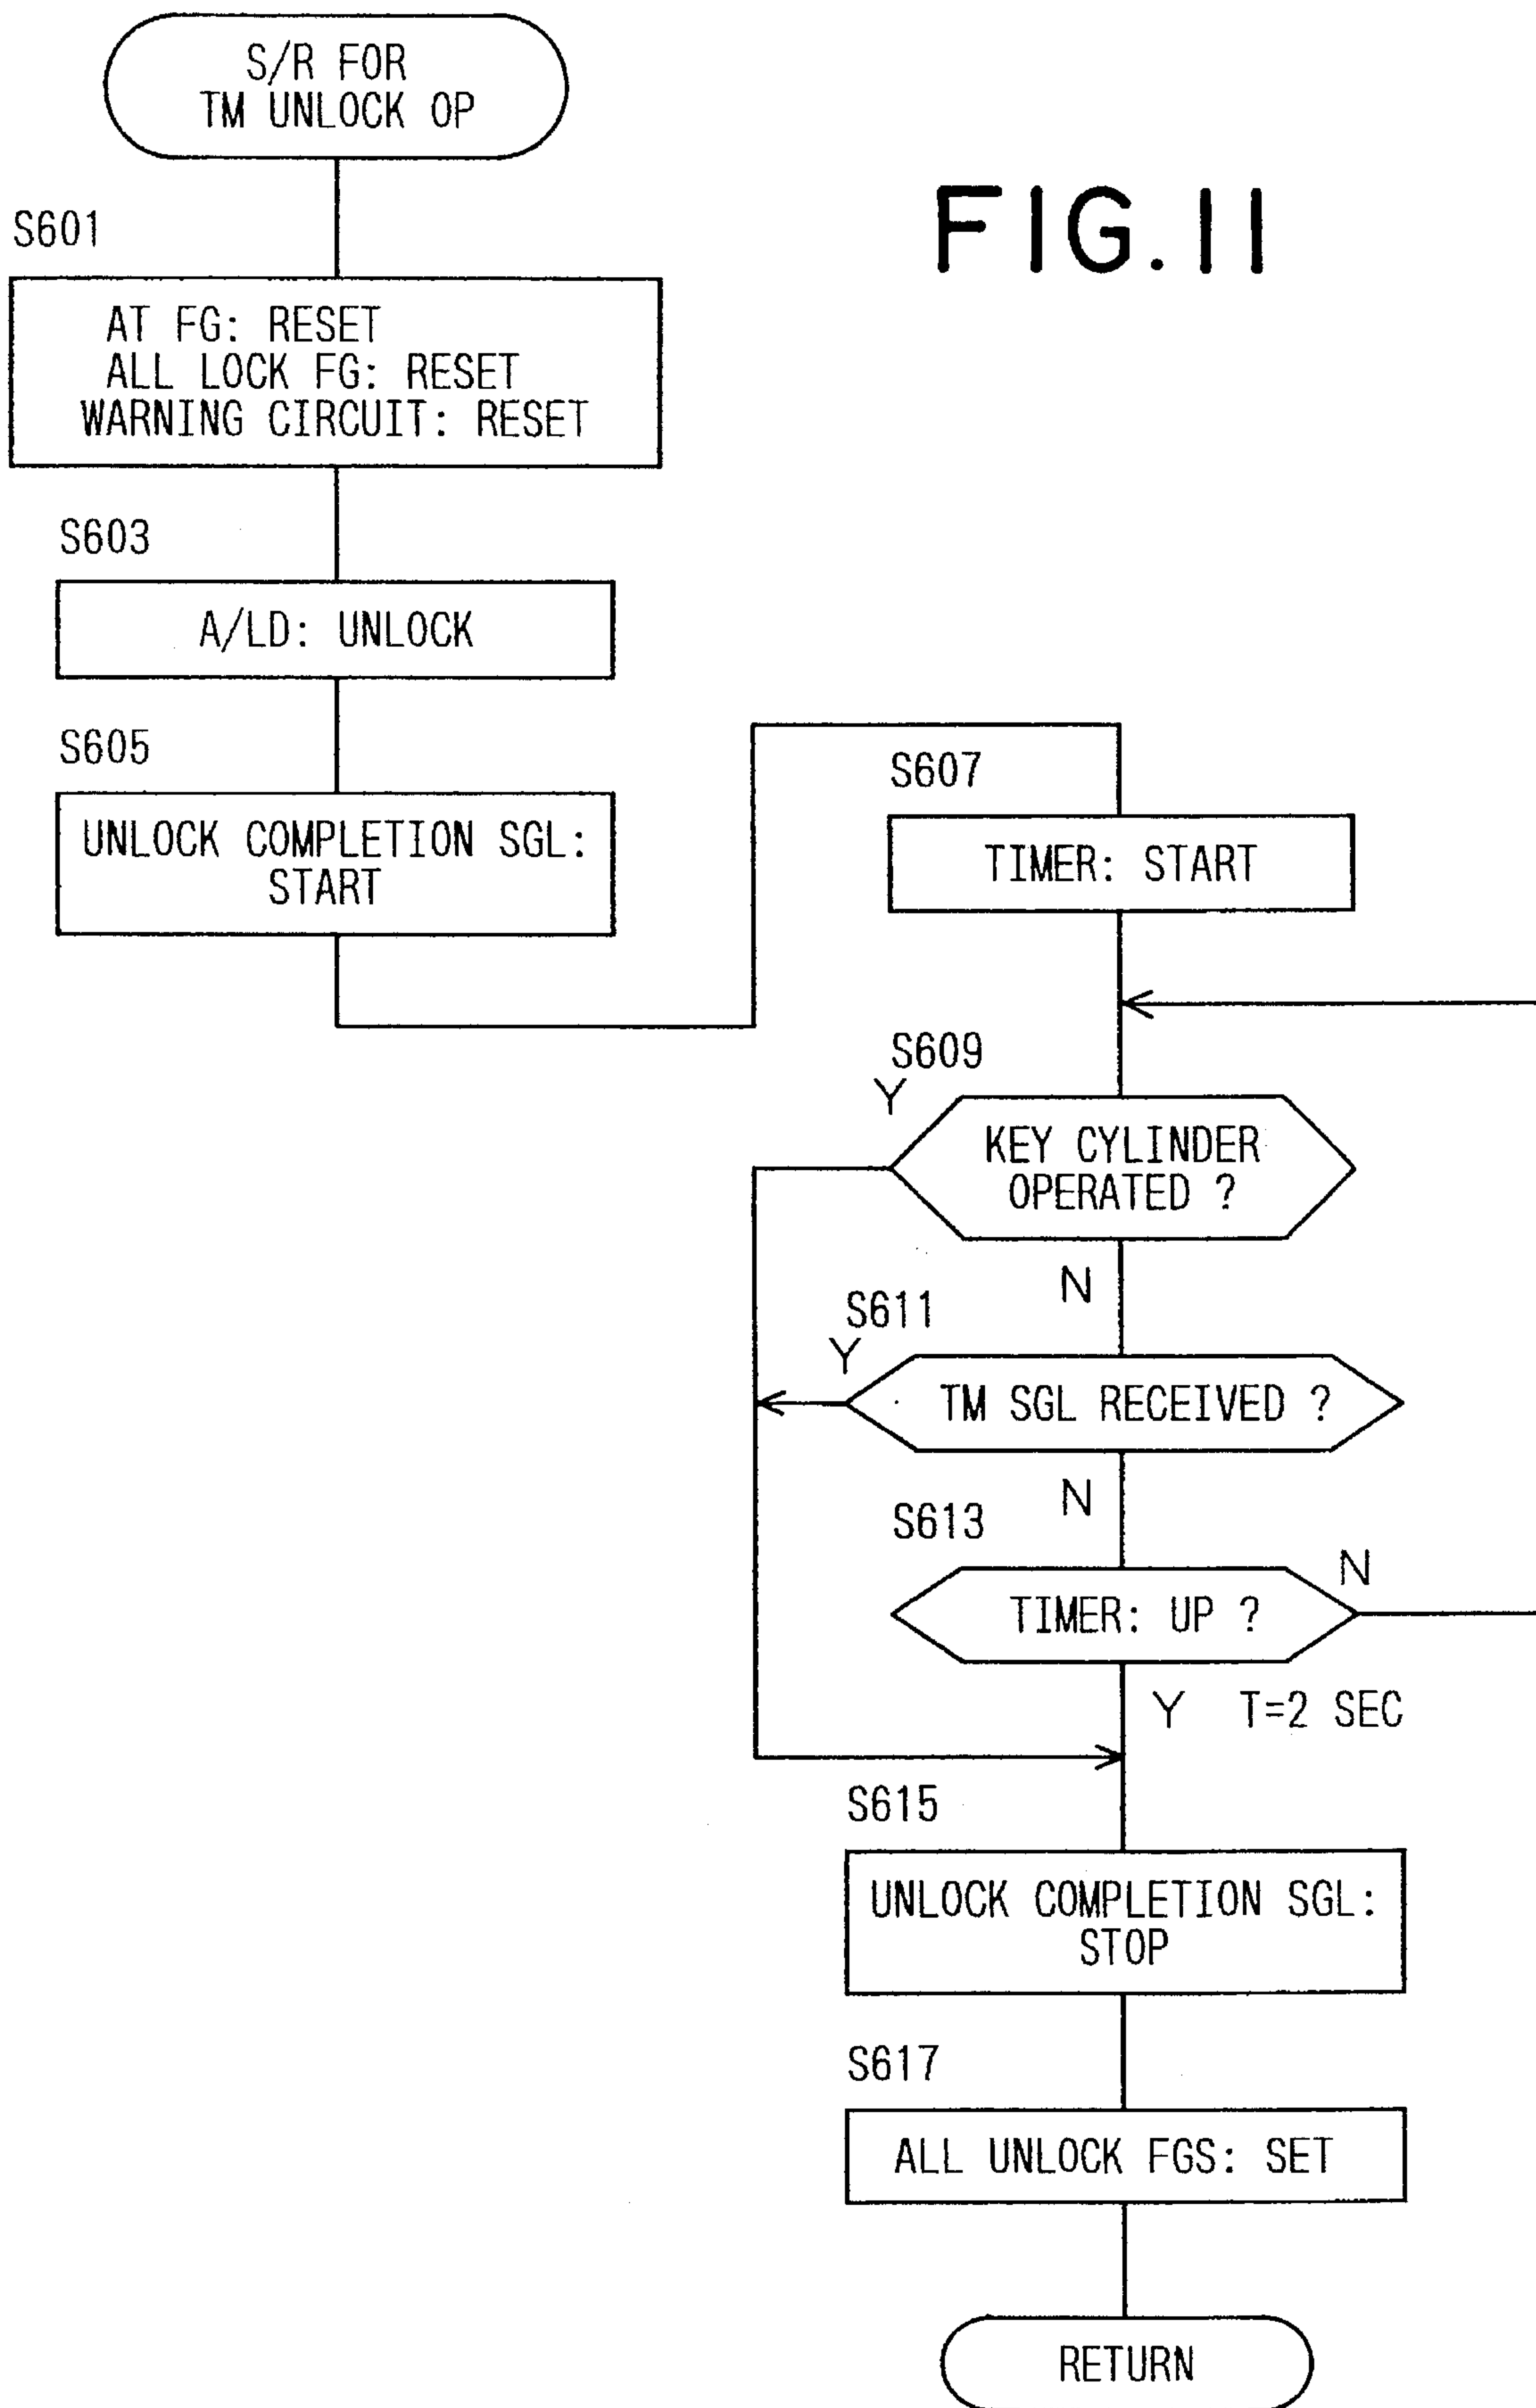 S/R FOR
TM UNLOCK OP
FIG.11
S601
AT FG: RESET
ALL LOCK FG: RESET
WARNING CIRCUIT: RESET
S603
A/LD: UNLOCK
S605
UNLOCK COMPLETION SGL:
START
S607
TIMER: START
S609
Y
KEY CYLINDER
OPERATED ?
N
S611
Y
TM SGL RECEIVED ?
N
S613
N
TIMER: UP ?
Y T=2 SEC
S615
UNLOCK COMPLETION SGL:
STOP
S617
ALL UNLOCK FGS: SET
RETURN